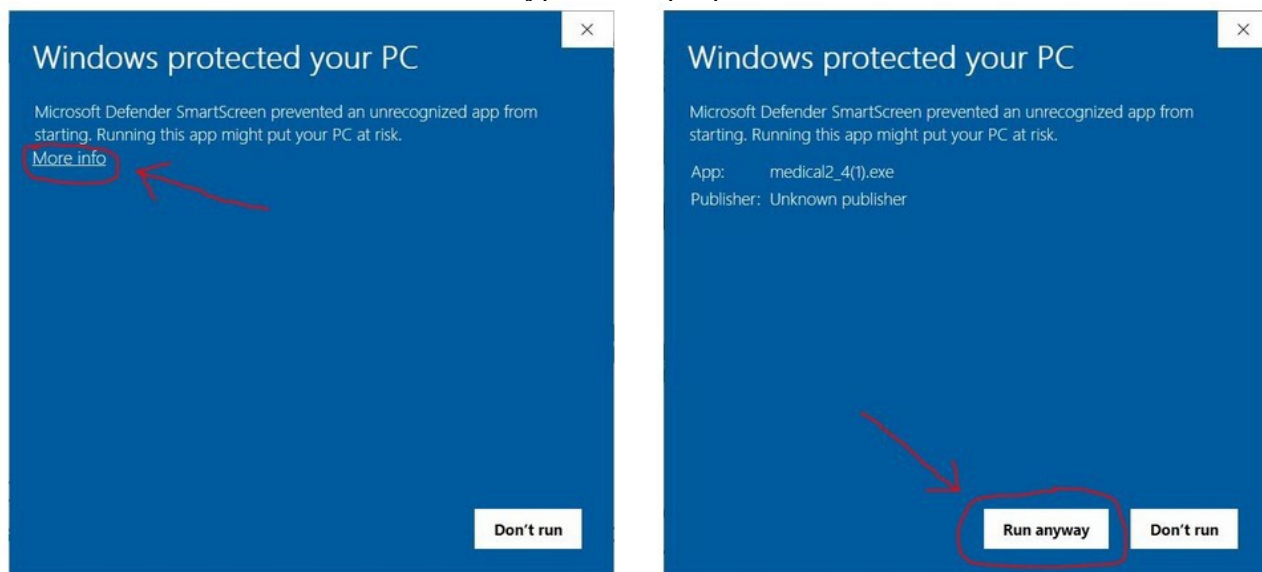 Windows protected your PC
Microsoft Defender SmartScreen prevented an unrecognized app from
starting. Running this app might put your PC at risk.
More info
Don't run
Windows protected your PC
Microsoft Defender SmartScreen prevented an unrecognized app from
starting. Running this app might put your PC at risk.
App: medical2_4(1).exe
Publisher: Unknown publisher
Run anyway Don't run